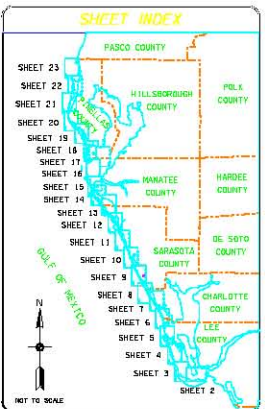 SHEET INDEX
PASCO COUNTY
SHEET 23
SHEET 22
SHEET 21
SHEET 20
SHEET 19
SHEET 18
SHEET 17
SHEET 16
SHEET 15
SHEET 14
SHEET 13
SHEET 12
SHEET 11
SHEET 10
SHEET 9
SHEET 8
SHEET 7
SHEET 6
SHEET 5
SHEET 4
SHEET 3
SHEET 2
PINELLAS
COUNTY
HILLSBOROUGH
COUNTY
POLK
COUNTY
MANATEE
COUNTY
HARDEE
COUNTY
SARASOTA
COUNTY
DE SOTO
COUNTY
CHARLOTTE
COUNTY
LEE
COUNTY
GULF OF MEXICO
N
NOT TO SCALE